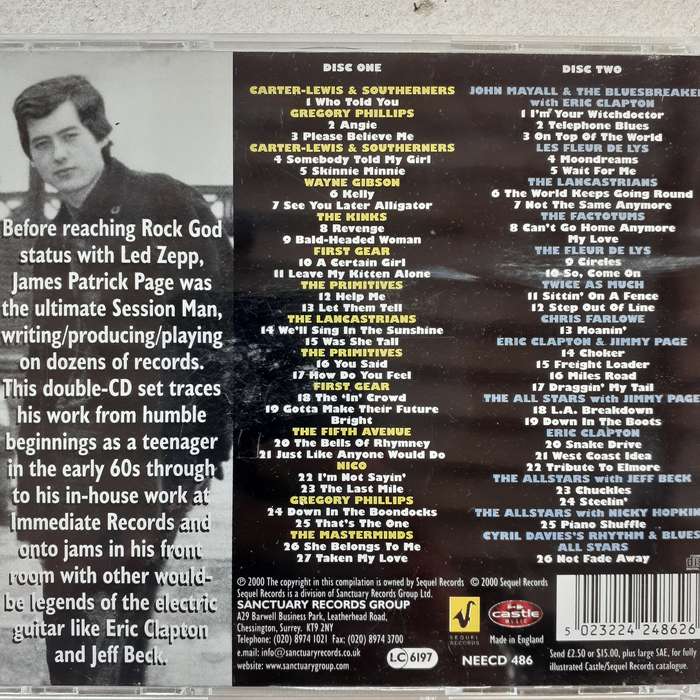 Before reaching Rock God
status with Led Zepp,
James Patrick Page was
the ultimate Session Man,
writing/producing/playing
on dozens of records.
This double-CD set traces
his work from humble
beginnings as a teenager
in the early 60s through
to his in-house work at
Immediate Records and
onto jams in his front
room with other would-
be legends of the electric
guitar like Eric Clapton
and Jeff Beck.
DISC ONE
CARTER-LEWIS & SOUTHERNERS
1 Who Told You
GREGORY PHILLIPS
2 Angie
3 Please Believe Me
CARTER-LEWIS & SOUTHERNERS
4 Somebody Told My Girl
5 Skinnie Minnie
WAYNE GIBSON
6 Kelly
7 See You Later Alligator
THE KINKS
8 Revenge
9 Bald-Headed Woman
FIRST GEAR
10 A Certain Girl
11 Leave My Kitten Alone
THE PRIMITIVES
12 Help Me
13 Let Them Tell
THE LANCASTRIANS
14 We'll Sing In The Sunshine
15 Was She Tall
THE PRIMITIVES
16 You Said
17 How Do You Feel
FIRST GEAR
18 The 'In' Crowd
19 Gotta Make Their Future
Bright
THE FIFTH AVENUE
20 The Bells Of Rhymney
21 Just Like Anyone Would Do
NICO
22 I'm Not Sayin'
23 The Last Mile
GREGORY PHILLIPS
24 Down In The Boondocks
25 That's The One
THE MASTERMINDS
26 She Belongs To Me
27 Taken My Love
DISC TWO
JOHN MAYALL & THE BLUESBREAKE
with ERIC CLAPTON
1 I'm Your Witchdoctor
2 Telephone Blues
3 On Top Of The World
LES FLEUR DE LYS
4 Moondreams
5 Wait For Me
THE LANCASTRIANS
6 The World Keeps Going Round
7 Not The Same Anymore
THE FACTOTUMS
8 Can't Go Home Anymore
My Love
THE FLEUR DE LYS
9 Circles
10 So, Come On
TWICE AS MUCH
11 Sittin' On A Fence
12 Step Out Of Line
CHRIS FARLOWE
13 Moanin'
ERIC CLAPTON & JIMMY PAGE
14 Choker
15 Freight Loader
16 Miles Road
17 Draggin' My Tail
THE ALL STARS with JIMMY PAGE
18 L.A. Breakdown
19 Down In The Boots
ERIC CLAPTON
20 Snake Drive
21 West Coast Idea
22 Tribute To Elmore
THE ALLSTARS with JEFF BECK
23 Chuckles
24 Steelin'
THE ALLSTARS with NICKY HOPKIN
25 Piano Shuffle
CYRIL DAVIES'S RHYTHM & BLUES
ALL STARS
26 Not Fade Away
℗ 2000 The copyright in this compilation is owned by Sequel Records © 2000 Sequel Records
Sequel Records is a division of Sanctuary Records Group Ltd.
SANCTUARY RECORDS GROUP
A29 Barwell Business Park, Leatherhead Road,
Chessington, Surrey. KT9 2NY
Telephone: (020) 8974 1021 Fax: (020) 8974 3700
e.mail: info@sanctuaryrecords.co.uk
website: www.sanctuarygroup.com
LC 6197
SEQUEL
RECORDS
castle
MUSIC
Made in England
NEECD 486
5 023224 248626
Send £2.50 or $15.00, plus large SAE, for fully
illustrated Castle/Sequel Records catalogue.